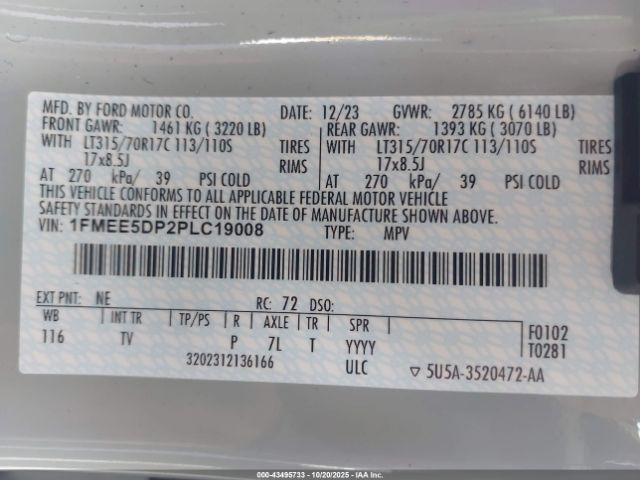 MFD. BY FORD MOTOR CO. DATE: 12/23 GVWR: 2785 KG ( 6140 LB)
FRONT GAWR: 1461 KG ( 3220 LB) REAR GAWR: 1393 KG ( 3070 LB)
WITH LT315/70R17C 113/110S TIRES WITH LT315/70R17C 113/110S TIRES
17x8.5J RIMS 17x8.5J RIMS
AT 270 kPa/ 39 PSI COLD AT 270 kPa/ 39 PSI COLD
THIS VEHICLE CONFORMS TO ALL APPLICABLE FEDERAL MOTOR VEHICLE
SAFETY STANDARDS IN EFFECT ON THE DATE OF MANUFACTURE SHOWN ABOVE.
VIN: 1FMEE5DP2PLC19008 TYPE: MPV
EXT PNT: NE RC: 72 DSO:
WB INT TR TP/PS R AXLE TR SPR F0102
116 TV P 7L T YYYY T0281
3202312136166 ULC ▽ 5U5A-3520472-AA
000-43495733 - 10/20/2025 - IAA Inc.